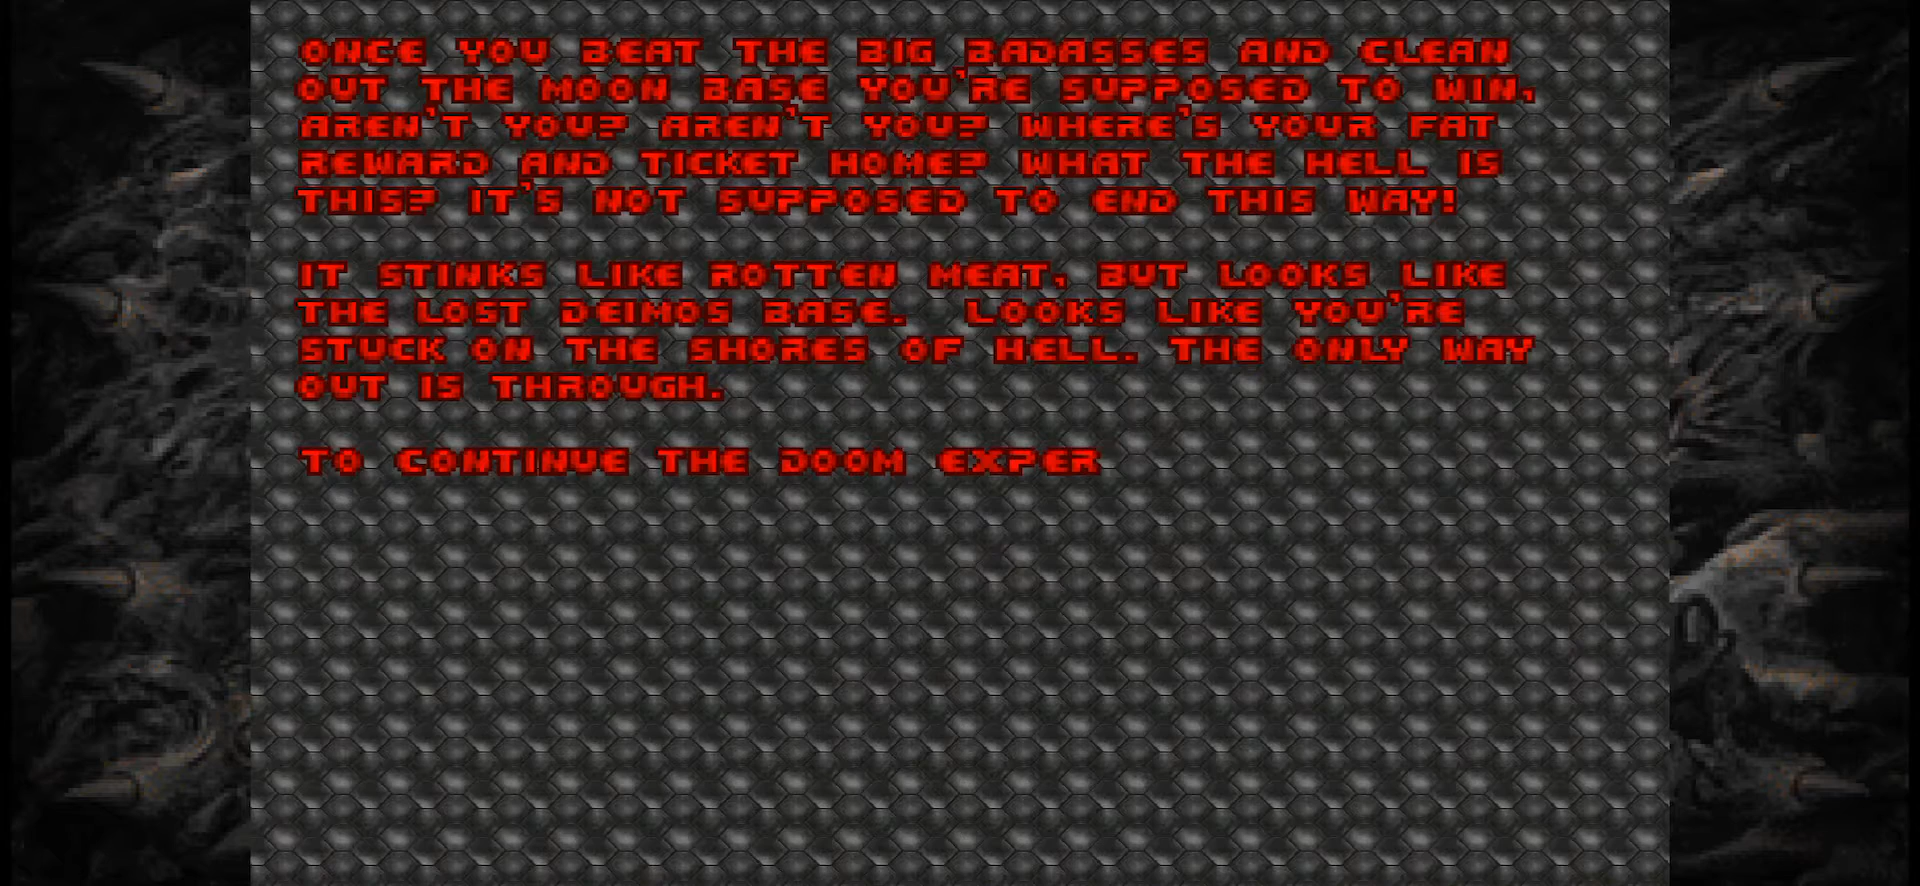 ONCE YOU BEAT THE BIG BADASSES AND CLEAN
OUT THE MOON BASE YOU'RE SUPPOSED TO WIN,
AREN'T YOU? AREN'T YOU? WHERE'S YOUR FAT
REWARD AND TICKET HOME? WHAT THE HELL IS
THIS? IT'S NOT SUPPOSED TO END THIS WAY!
IT STINKS LIKE ROTTEN MEAT, BUT LOOKS LIKE
THE LOST DEIMOS BASE.  LOOKS LIKE YOU'RE
STUCK ON THE SHORES OF HELL. THE ONLY WAY
OUT IS THROUGH.
TO CONTINUE THE DOOM EXPER